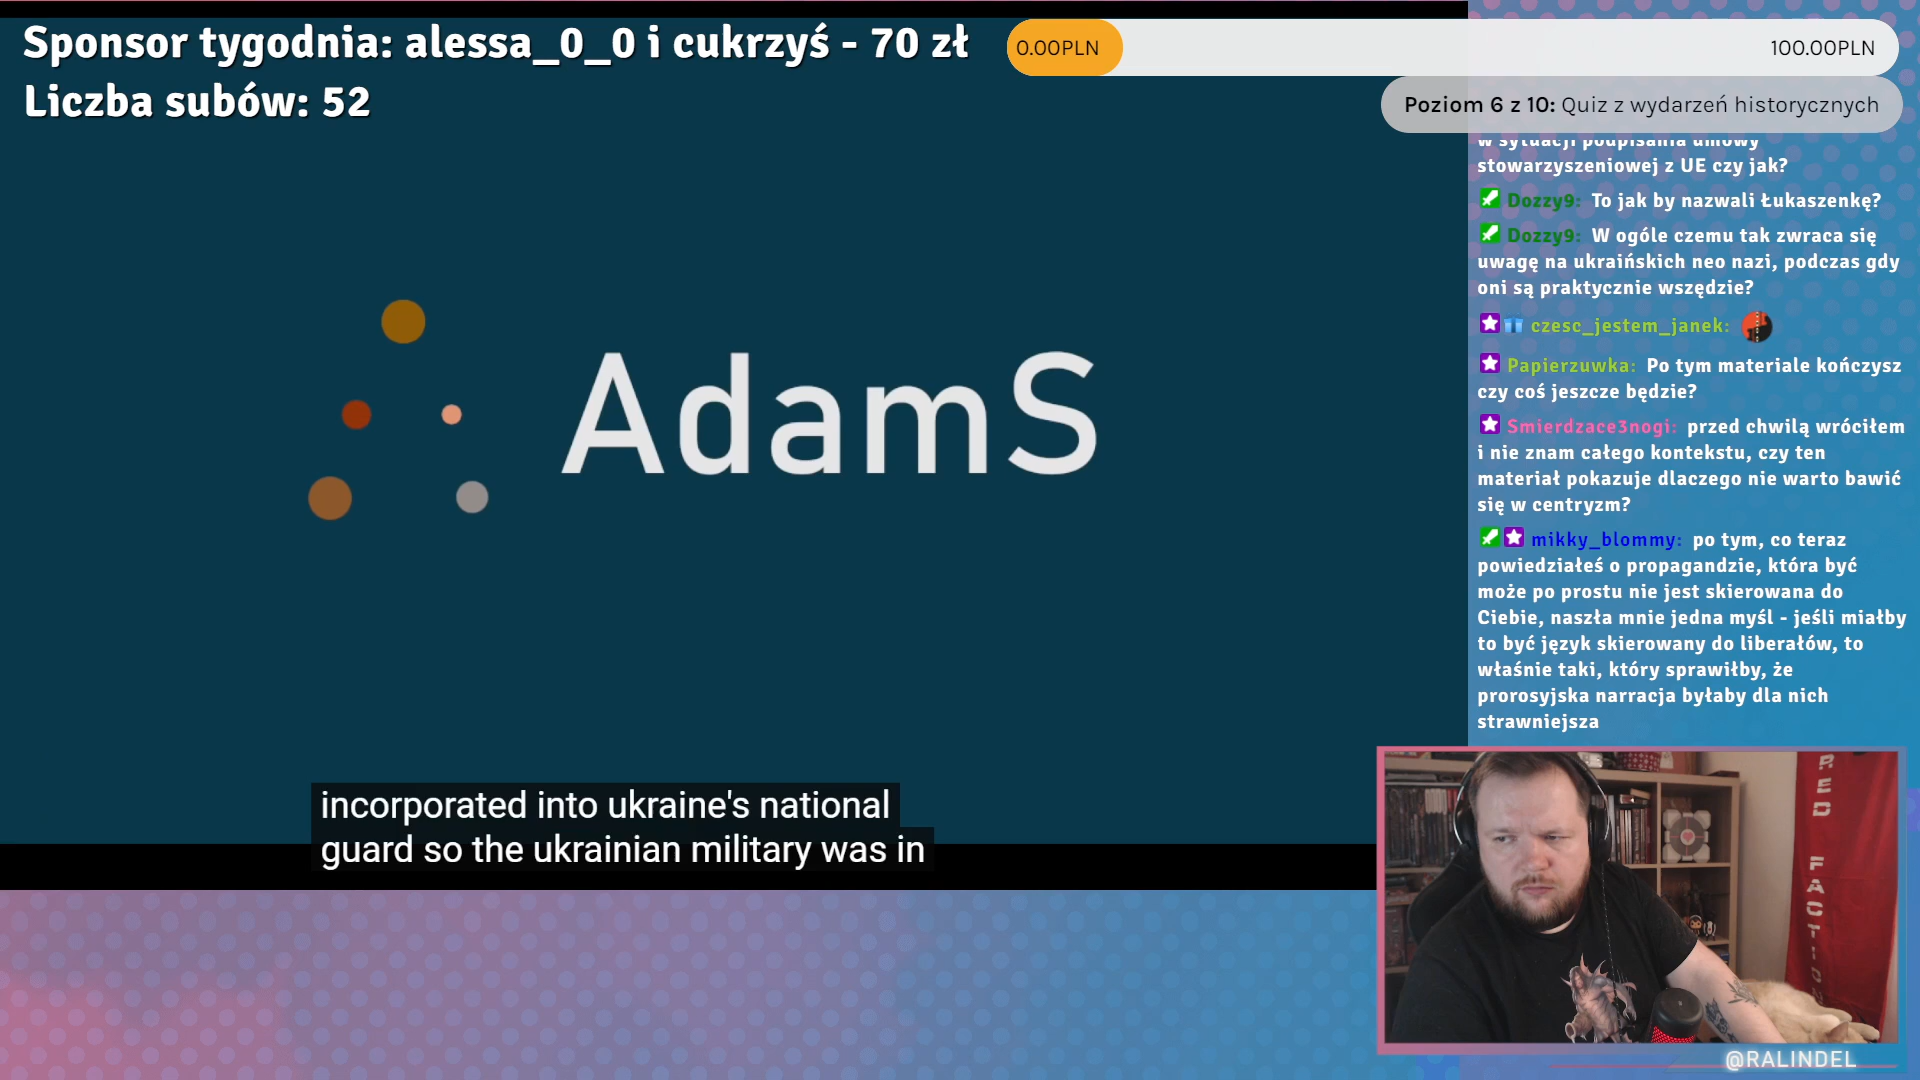 Sponsor tygodnia: alessa_0_0 i cukrzyś - 70 zł
Liczba subów: 52
0.00PLN
100.00PLN
Poziom 6 z 10: Quiz z wydarzeń historycznych
w sytuacji podpisania umowy
stowarzyszeniowej z UE czy jak?
Dozzy9: To jak by nazwali Łukaszenkę?
Dozzy9: W ogóle czemu tak zwraca się
uwagę na ukraińskich neo nazi, podczas gdy
oni są praktycznie wszędzie?
czesc_jestem_janek:
Papierzuwka: Po tym materiale kończysz
czy coś jeszcze będzie?
Smierdzace3nogi: przed chwilą wróciłem
i nie znam całego kontekstu, czy ten
materiał pokazuje dlaczego nie warto bawić
się w centryzm?
mikky_blommy: po tym, co teraz
powiedziałeś o propagandzie, która być
może po prostu nie jest skierowana do
Ciebie, naszła mnie jedna myśl - jeśli miałby
to być język skierowany do liberałów, to
właśnie taki, który sprawiłby, że
prorosyjska narracja byłaby dla nich
strawniejsza
AdamS
incorporated into ukraine's national
guard so the ukrainian military was in
RED FACTIO
@RALINDEL